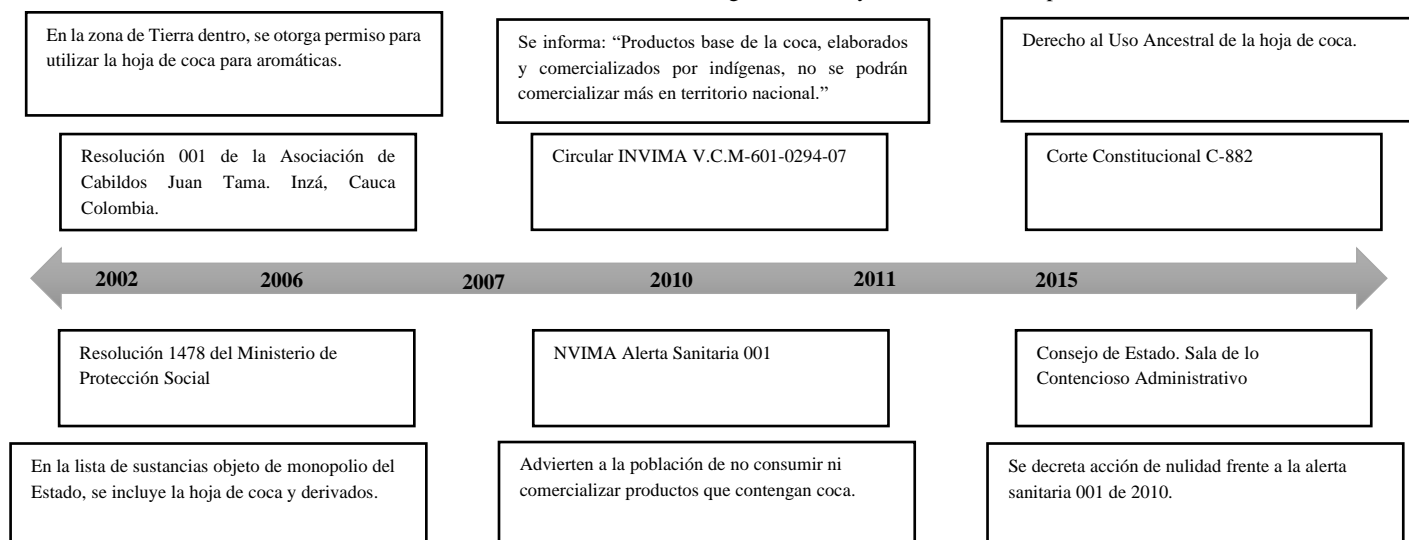 En la zona de Tierra dentro, se otorga permiso para
utilizar la hoja de coca para aromáticas.
Se informa: “Productos base de la coca, elaborados
y comercializados por indígenas, no se podrán
comercializar más en territorio nacional.”
Derecho al Uso Ancestral de la hoja de coca.
Resolución 001 de la Asociación de
Cabildos Juan Tama. Inzá, Cauca
Colombia.
Circular INVIMA V.C.M-601-0294-07
Corte Constitucional C-882
2002 2006 2007 2010 2011 2015
Resolución 1478 del Ministerio de
Protección Social
NVIMA Alerta Sanitaria 001
Consejo de Estado. Sala de lo
Contencioso Administrativo
En la lista de sustancias objeto de monopolio del
Estado, se incluye la hoja de coca y derivados.
Advierten a la población de no consumir ni
comercializar productos que contengan coca.
Se decreta acción de nulidad frente a la alerta
sanitaria 001 de 2010.